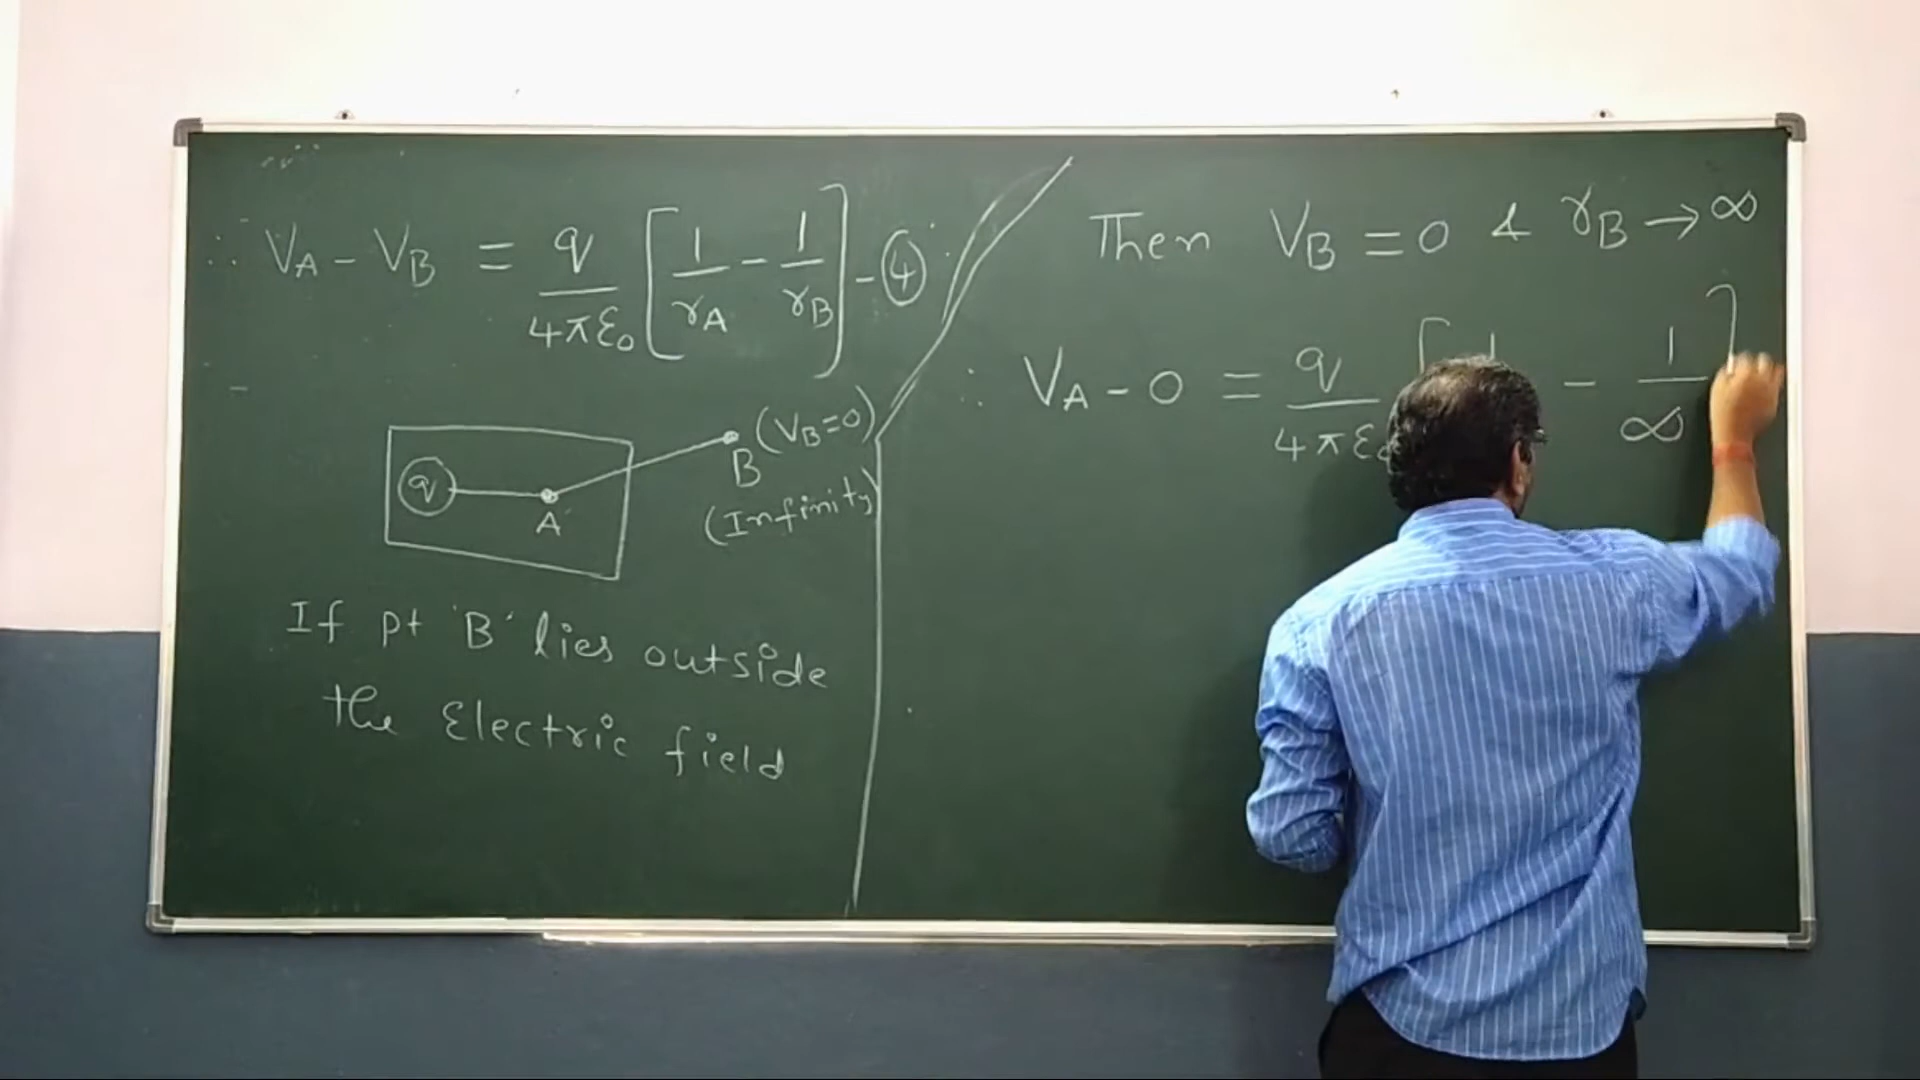 ∴ VA - VB = q/4πε₀ [1/rA - 1/rB] - ④
q
A
B (VB=0)
(Infinity)
If pt 'B' lies outside
the Electric field
Then VB = 0 & rB → ∞
∴ VA - 0 = q/4πε₀ [1 - 1/∞]